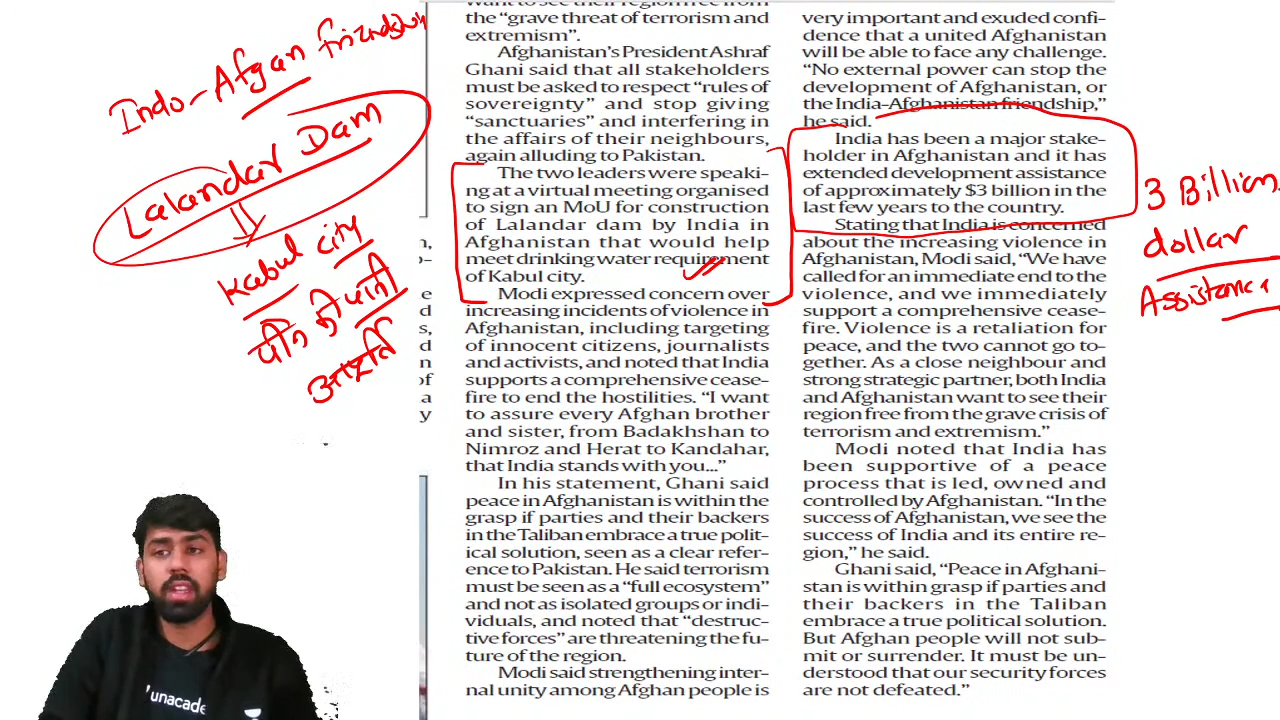 Indo-Afgan friendship
Lalandar Dam
Kabul city
पीने की पानी
आपूर्ति
want to see their region free from
the “grave threat of terrorism and
extremism”.
Afghanistan’s President Ashraf
Ghani said that all stakeholders
must be asked to respect “rules of
sovereignty” and stop giving
“sanctuaries” and interfering in
the affairs of their neighbours,
again alluding to Pakistan.
The two leaders were speaki-
ng at a virtual meeting organised
to sign an MoU for construction
of Lalandar dam by India in
Afghanistan that would help
meet drinking water requirement
of Kabul city.
Modi expressed concern over
increasing incidents of violence in
Afghanistan, including targeting
of innocent citizens, journalists
and activists, and noted that India
supports a comprehensive cease-
fire to end the hostilities. “I want
to assure every Afghan brother
and sister, from Badakhshan to
Nimroz and Herat to Kandahar,
that India stands with you...”
In his statement, Ghani said
peace in Afghanistan is within the
grasp if parties and their backers
in the Taliban embrace a true polit-
ical solution, seen as a clear refer-
ence to Pakistan. He said terrorism
must be seen as a “full ecosystem”
and not as isolated groups or indi-
viduals, and noted that “destruc-
tive forces” are threatening the fu-
ture of the region.
Modi said strengthening inter-
nal unity among Afghan people is
very important and exuded confi-
dence that a united Afghanistan
will be able to face any challenge.
“No external power can stop the
development of Afghanistan, or
the India-Afghanistan friendship,”
he said.
India has been a major stake-
holder in Afghanistan and it has
extended development assistance
of approximately $3 billion in the
last few years to the country.
Stating that India is concerned
about the increasing violence in
Afghanistan, Modi said, “We have
called for an immediate end to the
violence, and we immediately
support a comprehensive cease-
fire. Violence is a retaliation for
peace, and the two cannot go to-
gether. As a close neighbour and
strong strategic partner, both India
and Afghanistan want to see their
region free from the grave crisis of
terrorism and extremism.”
Modi noted that India has
been supportive of a peace
process that is led, owned and
controlled by Afghanistan. “In the
success of Afghanistan, we see the
success of India and its entire re-
gion,” he said.
Ghani said, “Peace in Afghani-
stan is within grasp if parties and
their backers in the Taliban
embrace a true political solution.
But Afghan people will not sub-
mit or surrender. It must be un-
derstood that our security forces
are not defeated.”
3 Billion
dollar
Assistance
unacade